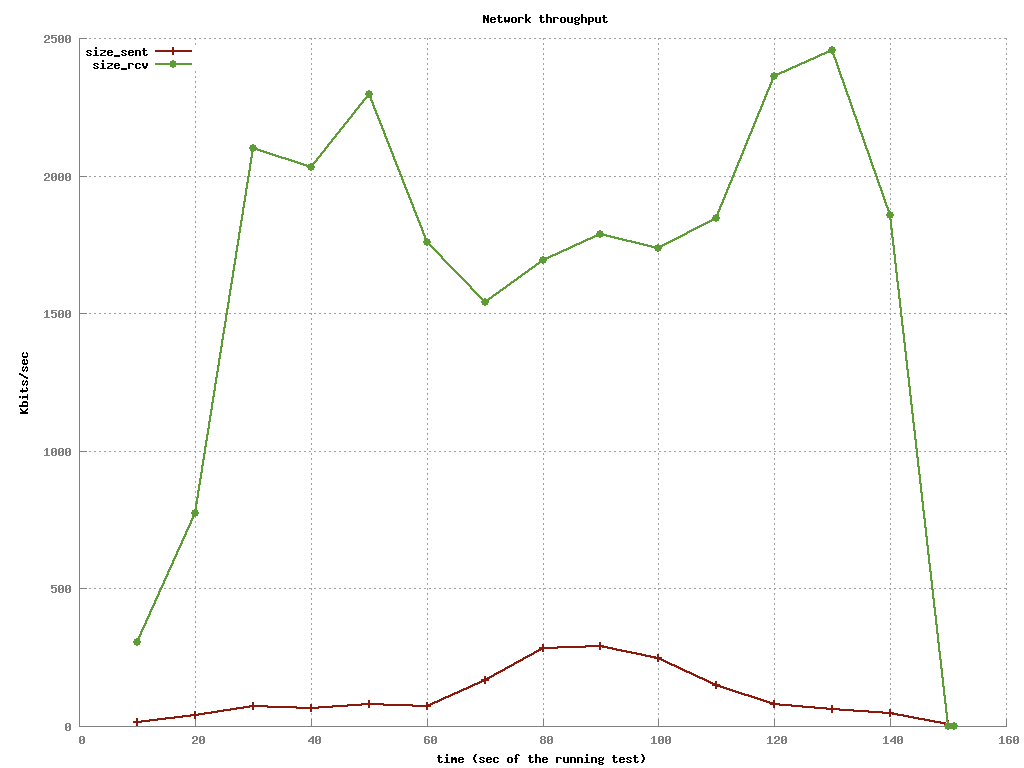 Network throughput
2500
size_sent
size_rcv
2000
1500
Kbits/sec
1000
500
0
0 20 40 60 80 100 120 140 160
time (sec of the running test)